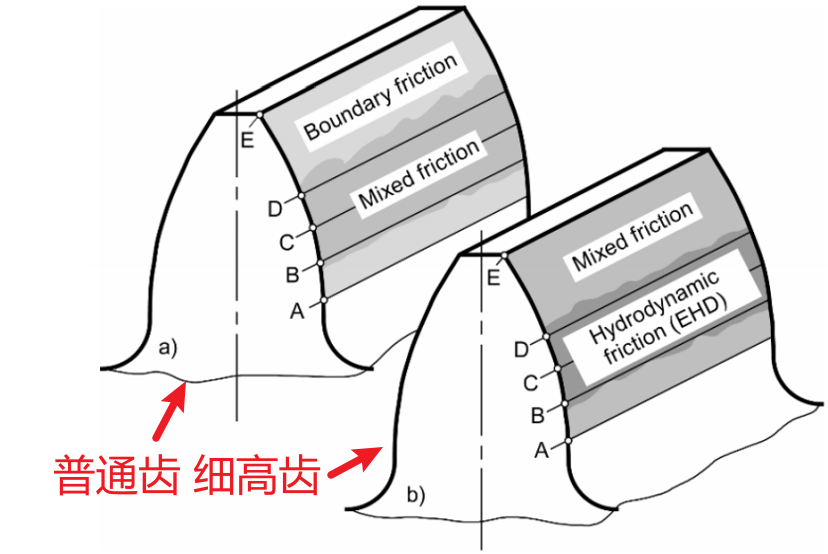 Boundary friction
E
Mixed friction
D
C
B
A
a)
Mixed friction
E
Hydrodynamic
friction (EHD)
D
C
B
A
b)
普通齿 细高齿